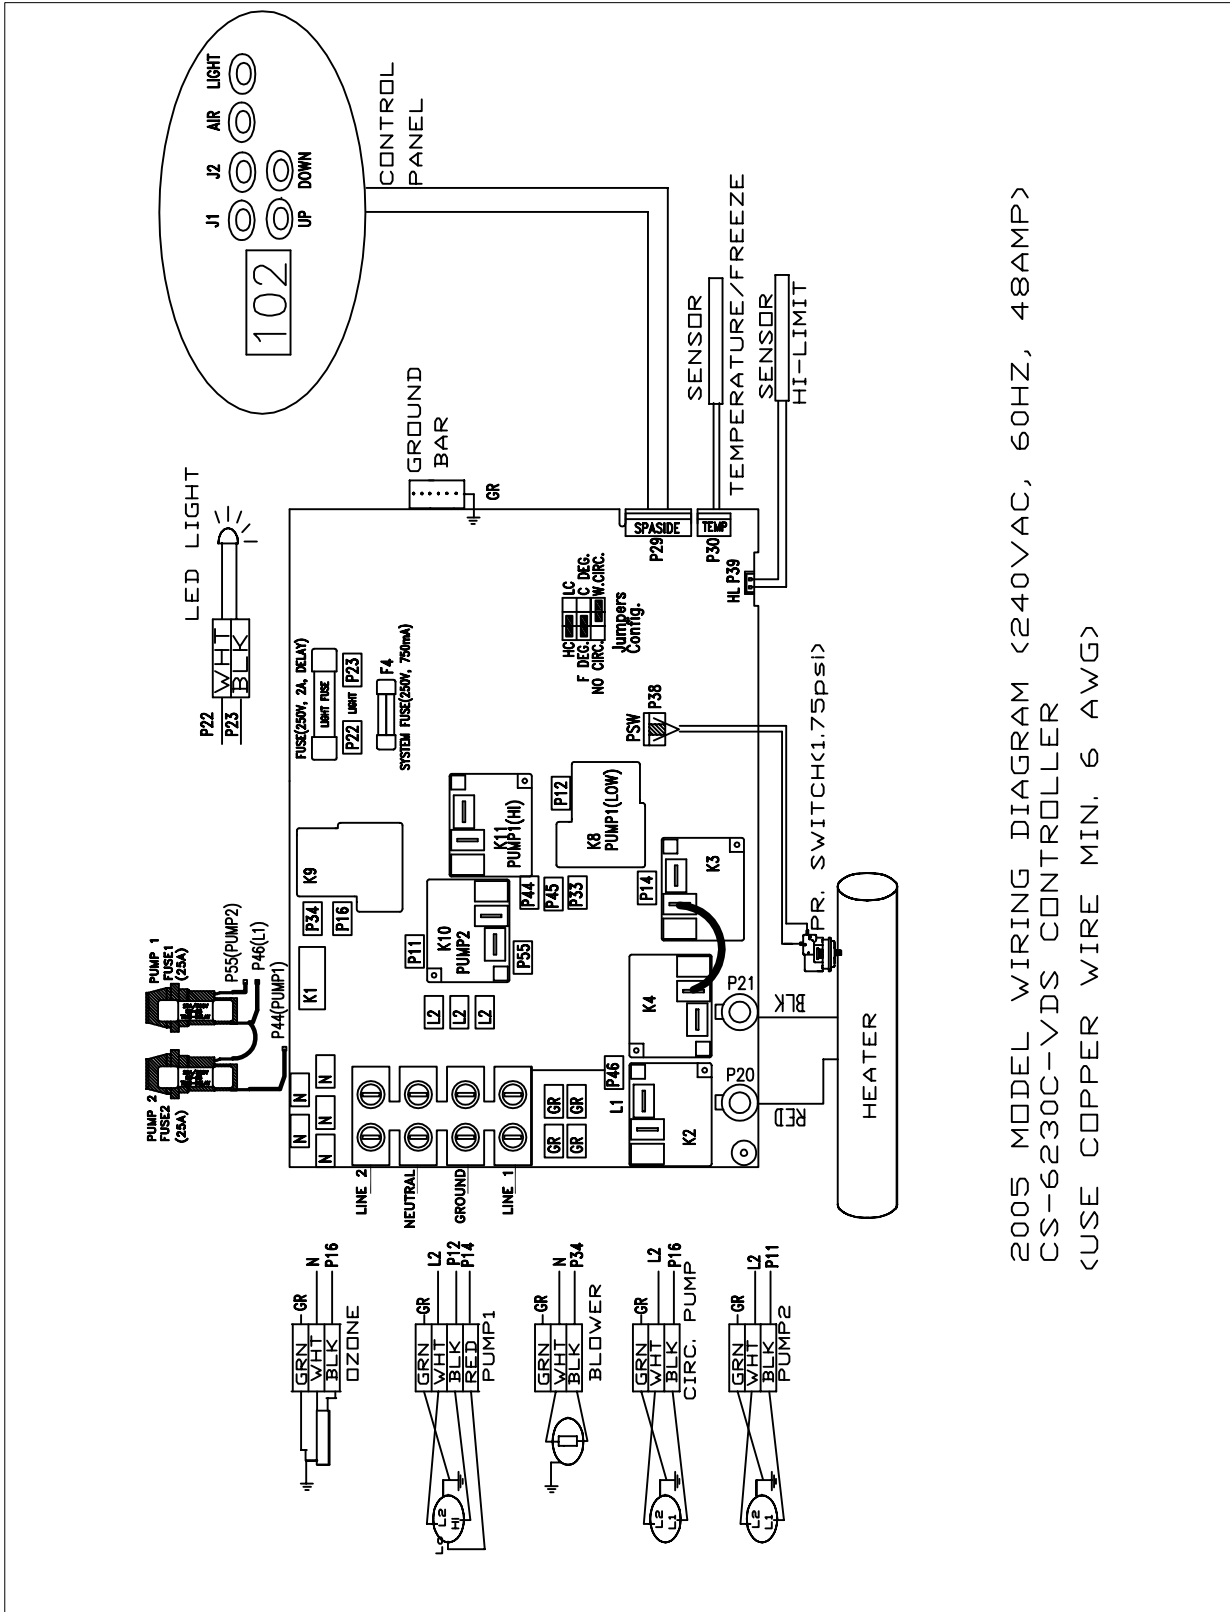 LIGHT
AIR
J2
J1
DOWN
UP
102
CONTROL
PANEL
LED LIGHT
WHT
BLK
P22
P23
GROUND
BAR
GR
SENSOR
TEMPERATURE/FREEZE
SENSOR
HI-LIMIT
SPASIDE
P29
TEMP
P30
HL P39
FUSE(250V, 2A, DELAY)
LIGHT FUSE
P22
LIGHT
P23
F4
SYSTEM FUSE(250V, 750mA)
HC
LC
F DEG.
C DEG.
NO CIRC.
W.CIRC.
Jumpers
Config.
PSW
P38
PR. SWITCH(1.75psi)
PUMP 1
FUSE1
(25A)
PUMP 2
FUSE2
(25A)
P55(PUMP2)
P46(L1)
P44(PUMP1)
K9
P34
P16
K1
K11
PUMP1(HI)
P12
K8
PUMP1(LOW)
P44
P45
P33
P14
K3
P11
K10
PUMP2
P55
L2
L2
L2
K4
P21
BLK
N
N
N
N
N
P46
L1
K2
P20
RED
GR
GR
GR
GR
LINE 2
NEUTRAL
GROUND
LINE 1
HEATER
GR
N
P16
GRN
WHT
BLK
OZONE
GR
L2
P12
P14
GRN
WHT
BLK
RED
PUMP1
L2
HI
LO
GR
N
P34
GRN
WHT
BLK
BLOWER
GR
L2
P16
GRN
WHT
BLK
CIRC. PUMP
L2
L1
GR
L2
P11
GRN
WHT
BLK
PUMP2
L2
L1
2005 MODEL WIRING DIAGRAM (240VAC, 60HZ, 48AMP)
CS-6230C-VDS CONTROLLER
(USE COPPER WIRE MIN. 6 AWG)